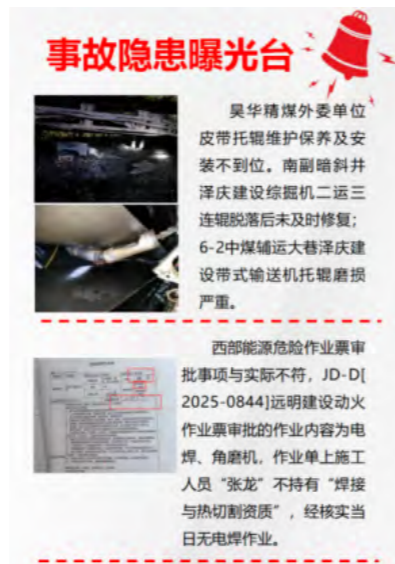 事故隐患曝光台
昊华精煤外委单位
皮带托辊维护保养及安
装不到位。南副暗斜井
泽庆建设综掘机二运三
连辊脱落后未及时修复；
6-2中煤辅运大巷泽庆建
设带式输送机托辊磨损
严重。
西部能源危险作业票审
批事项与实际不符，JD-D[
2025-0844]远明建设动火
作业票审批的作业内容为电
焊、角磨机，作业单上施工
人员“张龙”不持有“焊接
与热切割资质”，经核实当
日无电焊作业。